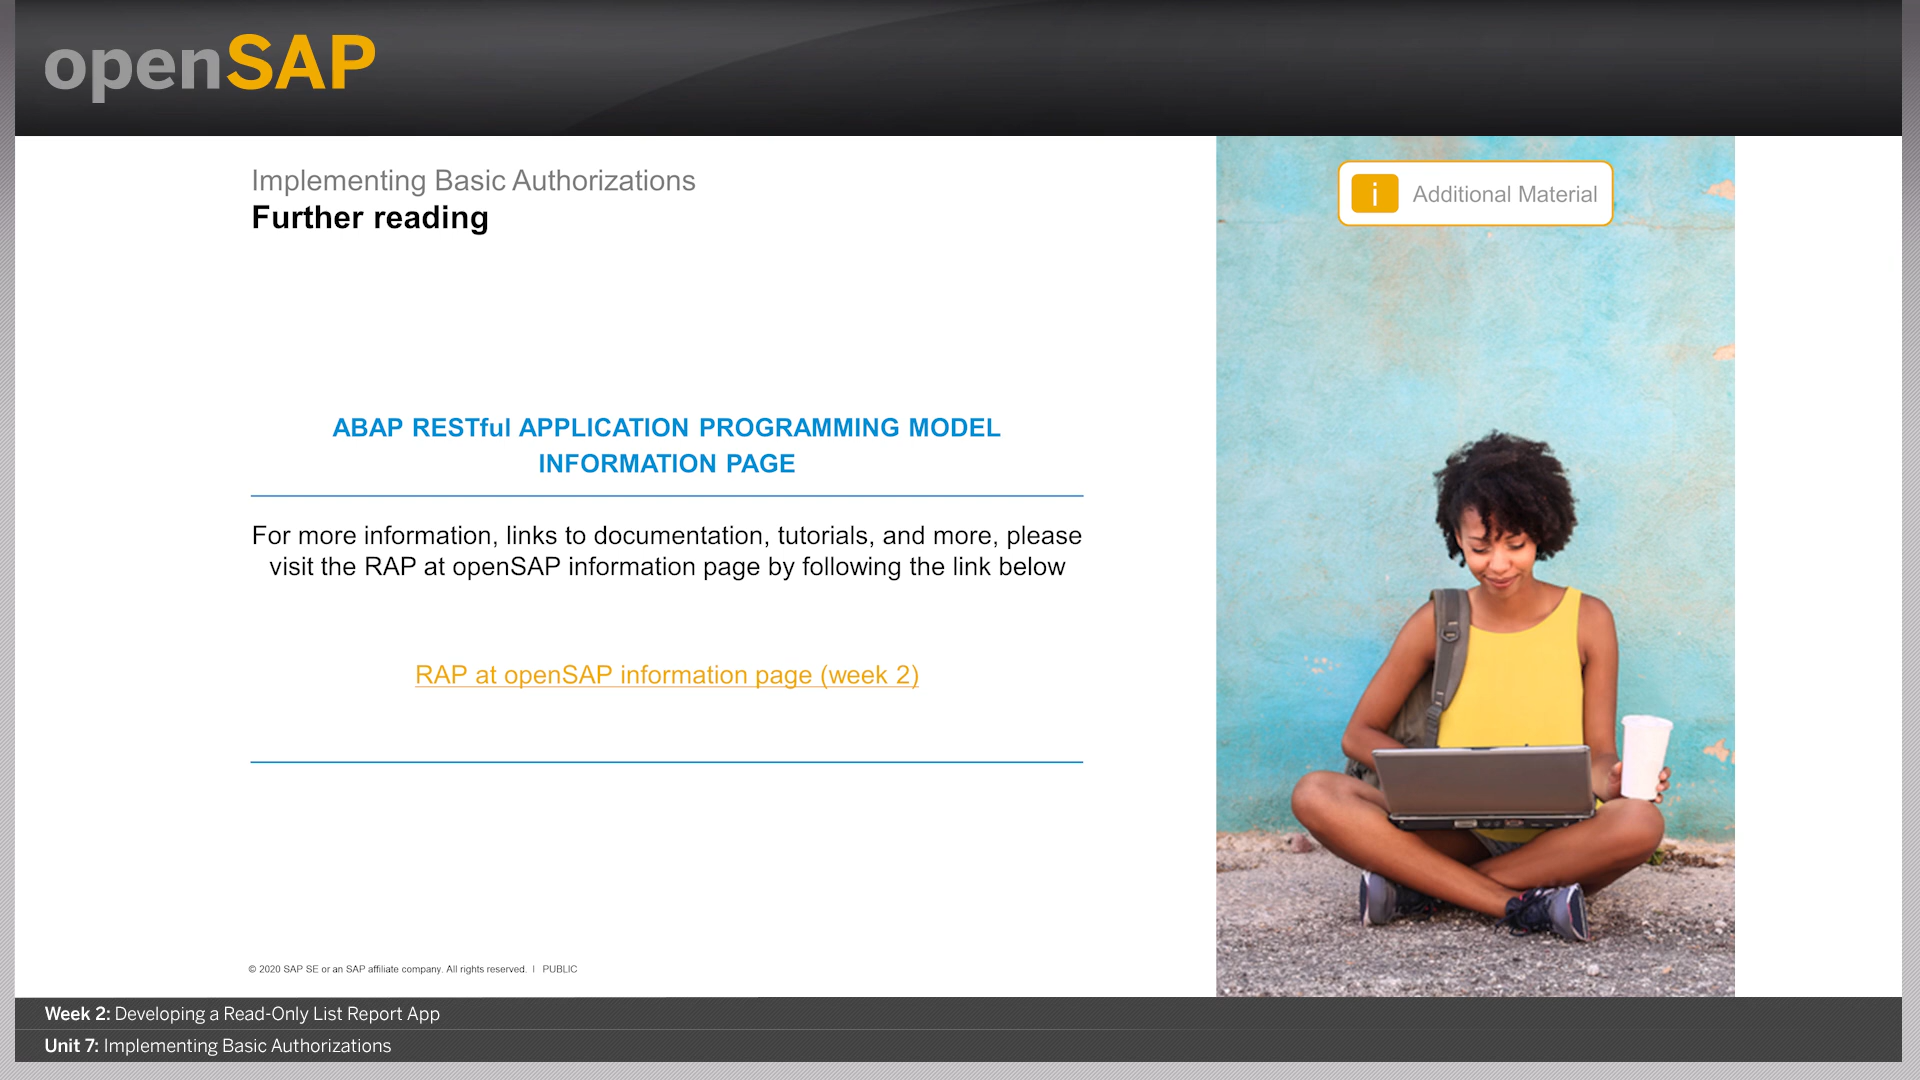 openSAP
Implementing Basic Authorizations
Further reading
i Additional Material
ABAP RESTful APPLICATION PROGRAMMING MODEL
INFORMATION PAGE
For more information, links to documentation, tutorials, and more, please
visit the RAP at openSAP information page by following the link below
RAP at openSAP information page (week 2)
© 2020 SAP SE or an SAP affiliate company. All rights reserved. I PUBLIC
Week 2: Developing a Read-Only List Report App
Unit 7: Implementing Basic Authorizations